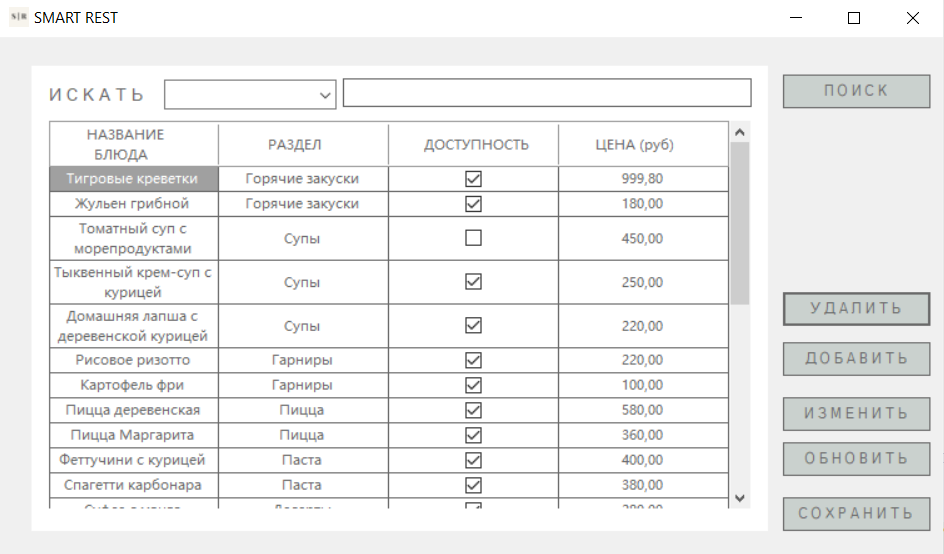 S|R SMART REST
ИСКАТЬ
ПОИСК
НАЗВАНИЕ
БЛЮДА
РАЗДЕЛ
ДОСТУПНОСТЬ
ЦЕНА (руб)
Тигровые креветки Горячие закуски 999,80
Жульен грибной Горячие закуски 180,00
Томатный суп с
морепродуктами
Супы 450,00
Тыквенный крем-суп с
курицей
Супы 250,00
Домашняя лапша с
деревенской курицей
Супы 220,00
Рисовое ризотто Гарниры 220,00
Картофель фри Гарниры 100,00
Пицца деревенская Пицца 580,00
Пицца Маргарита Пицца 360,00
Феттучини с курицей Паста 400,00
Спагетти карбонара Паста 380,00
УДАЛИТЬ
ДОБАВИТЬ
ИЗМЕНИТЬ
ОБНОВИТЬ
СОХРАНИТЬ